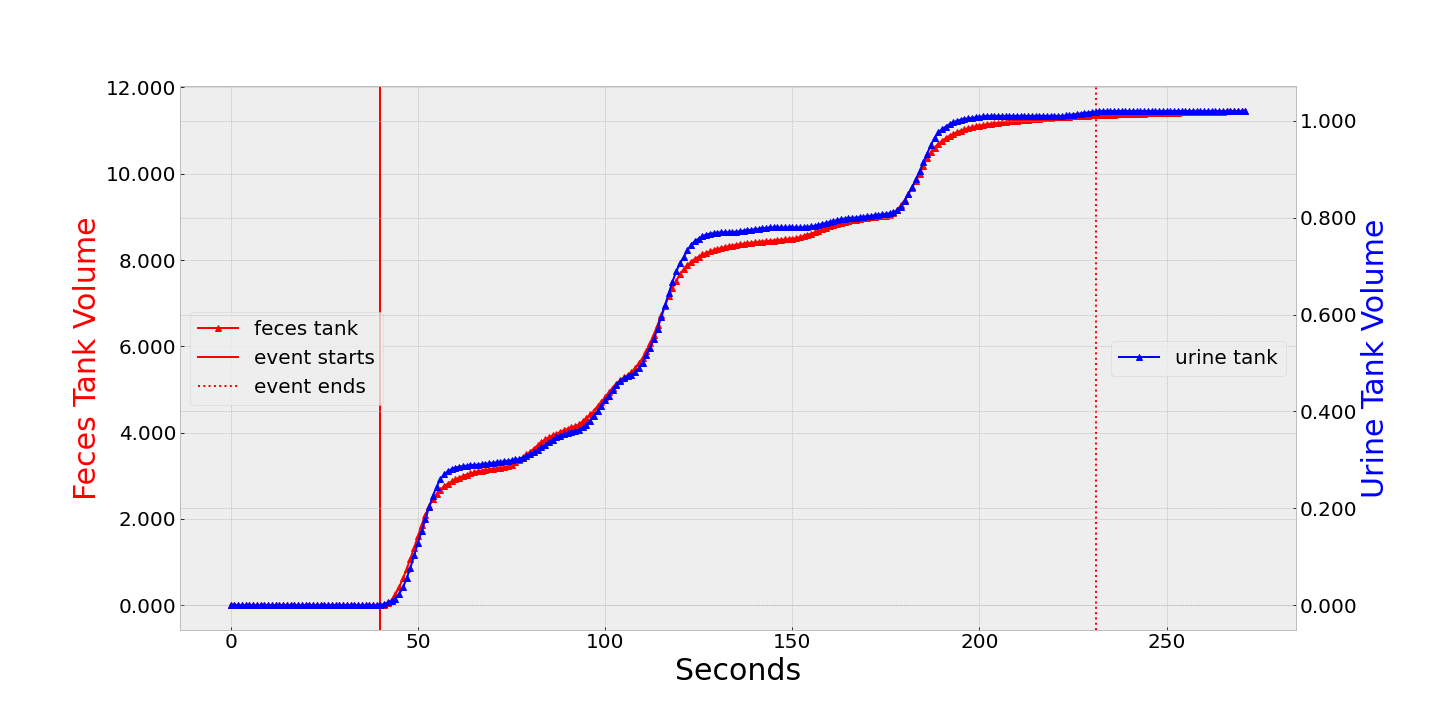 12.000
10.000
8.000
6.000
4.000
2.000
0.000
Feces Tank Volume
feces tank
event starts
event ends
urine tank
1.000
0.800
0.600
0.400
0.200
0.000
Urine Tank Volume
0 50 100 150 200 250
Seconds